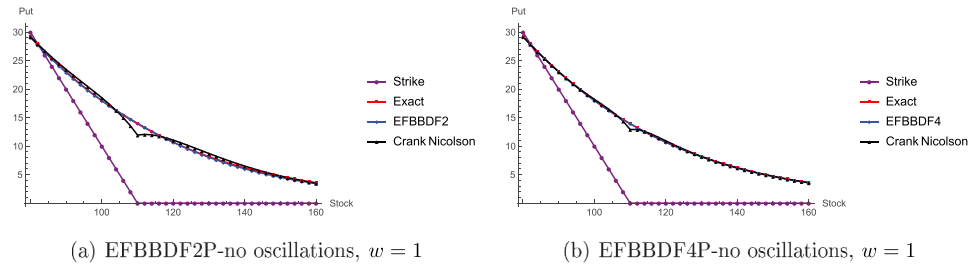 Put
30
25
20
15
10
5
100
120
140
160
Stock
Strike
Exact
EFBBDF2
Crank Nicolson
(a) EFBBDF2P-no oscillations, w = 1
Put
30
25
20
15
10
5
100
120
140
160
Stock
Strike
Exact
EFBBDF4
Crank Nicolson
(b) EFBBDF4P-no oscillations, w = 1